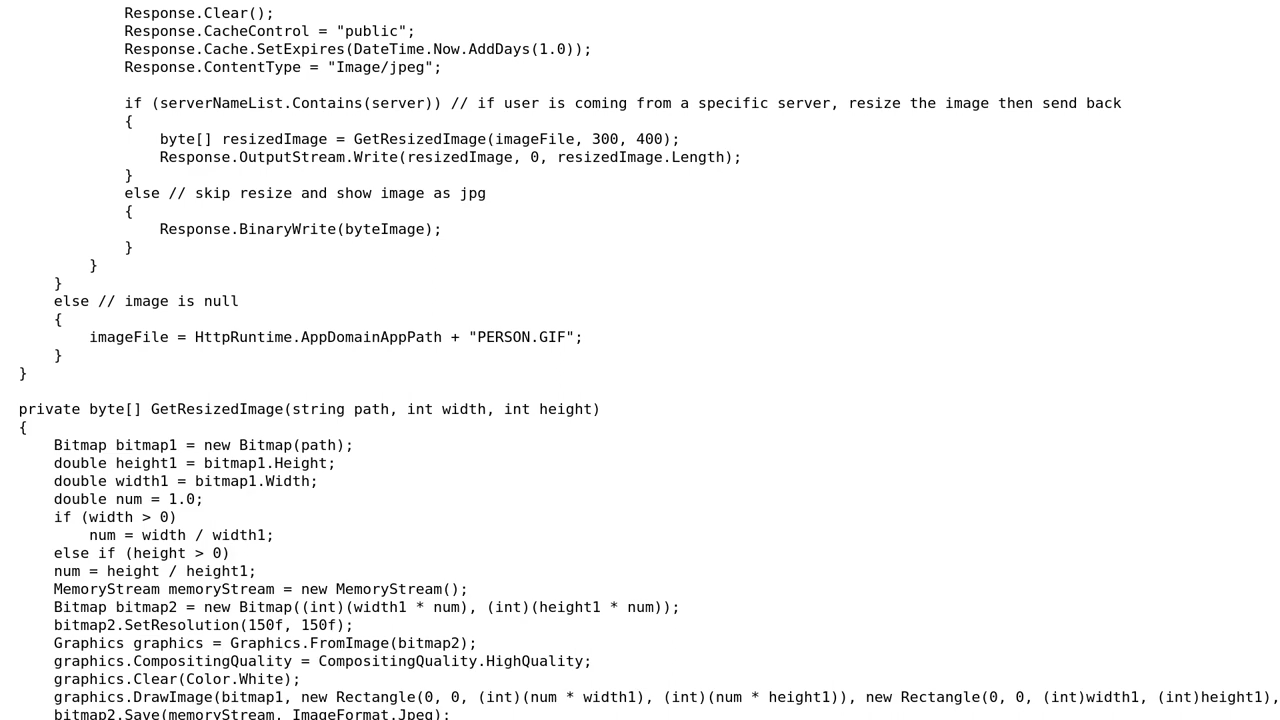 Response.Clear();
Response.CacheControl = "public";
Response.Cache.SetExpires(DateTime.Now.AddDays(1.0));
Response.ContentType = "Image/jpeg";
if (serverNameList.Contains(server)) // if user is coming from a specific server, resize the image then send back
{
byte[] resizedImage = GetResizedImage(imageFile, 300, 400);
Response.OutputStream.Write(resizedImage, 0, resizedImage.Length);
}
else // skip resize and show image as jpg
{
Response.BinaryWrite(byteImage);
}
}
}
else // image is null
{
imageFile = HttpRuntime.AppDomainAppPath + "PERSON.GIF";
}
}
private byte[] GetResizedImage(string path, int width, int height)
{
Bitmap bitmap1 = new Bitmap(path);
double height1 = bitmap1.Height;
double width1 = bitmap1.Width;
double num = 1.0;
if (width > 0)
num = width / width1;
else if (height > 0)
num = height / height1;
MemoryStream memoryStream = new MemoryStream();
Bitmap bitmap2 = new Bitmap((int)(width1 * num), (int)(height1 * num));
bitmap2.SetResolution(150f, 150f);
Graphics graphics = Graphics.FromImage(bitmap2);
graphics.CompositingQuality = CompositingQuality.HighQuality;
graphics.Clear(Color.White);
graphics.DrawImage(bitmap1, new Rectangle(0, 0, (int)(num * width1), (int)(num * height1)), new Rectangle(0, 0, (int)width1, (int)height1),
bitmap2.Save(memoryStream, ImageFormat.Jpeg);